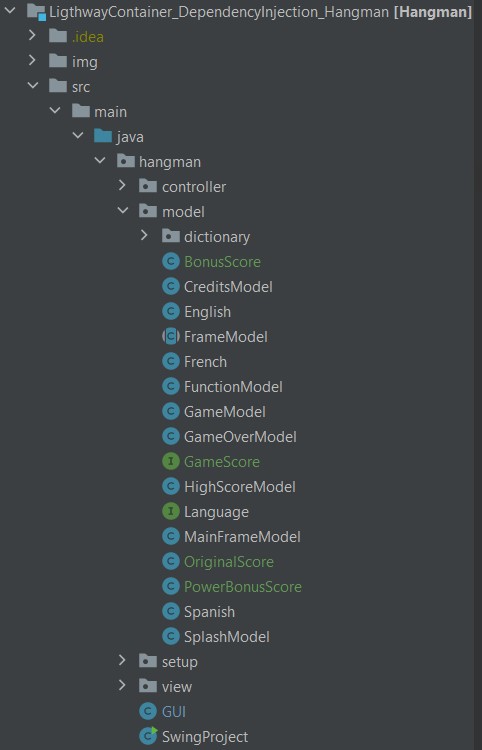 LigthwayContainer_DependencyInjection_Hangman [Hangman]
.idea
img
src
main
java
hangman
controller
model
dictionary
BonusScore
CreditsModel
English
FrameModel
French
FunctionModel
GameModel
GameOverModel
GameScore
HighScoreModel
Language
MainFrameModel
OriginalScore
PowerBonusScore
Spanish
SplashModel
setup
view
GUI
SwingProject